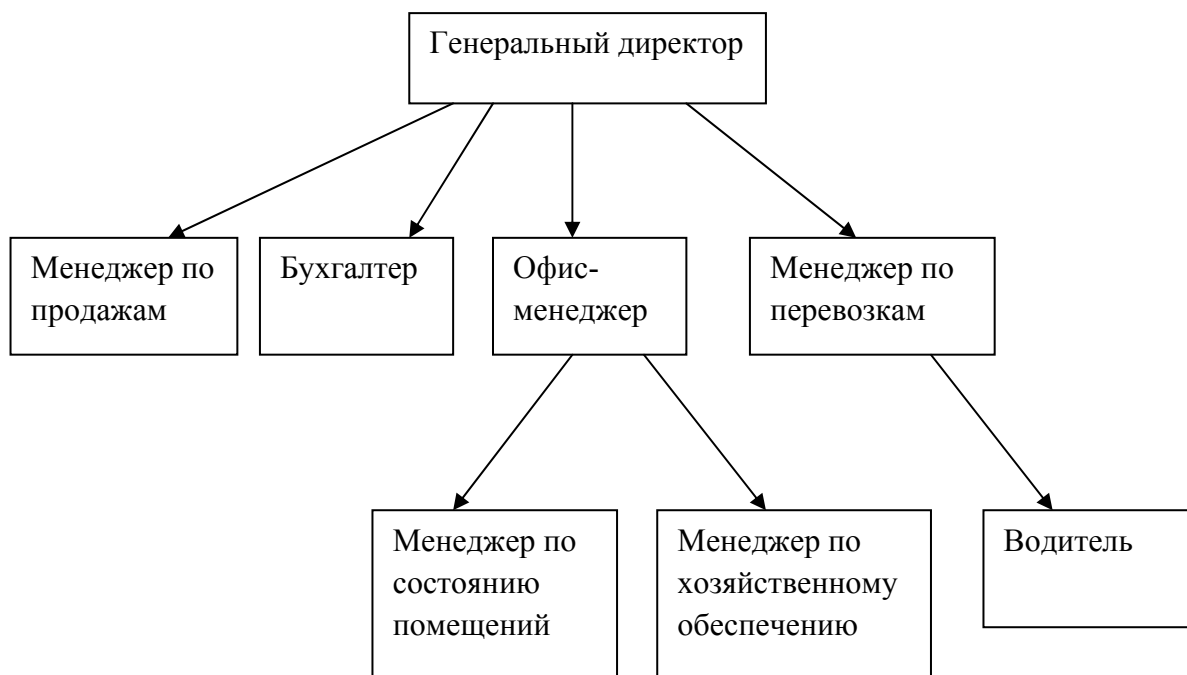 Генеральный директор
Менеджер по
продажам
Бухгалтер
Офис-
менеджер
Менеджер по
перевозкам
Менеджер по
состоянию
помещений
Менеджер по
хозяйственному
обеспечению
Водитель